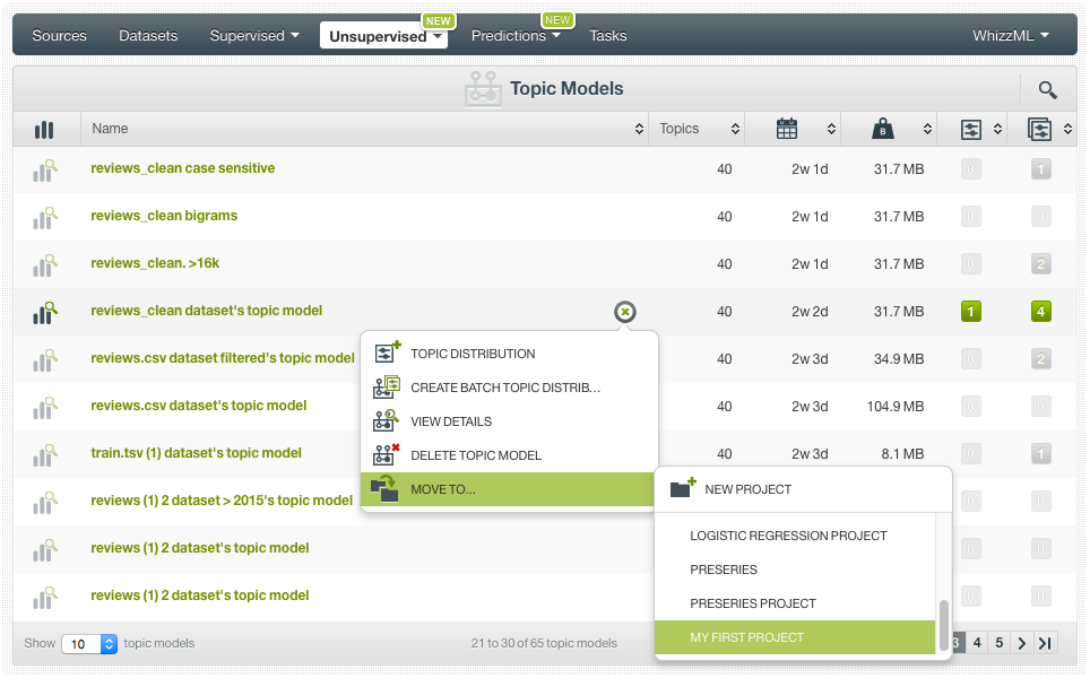 NEW NEW
Sources Datasets Supervised Unsupervised Predictions Tasks WhizzML
Topic Models
Name Topics B
reviews_clean case sensitive 40 2w 1d 31.7 MB 0 1
reviews_clean bigrams 40 2w 1d 31.7 MB 0 0
reviews_clean. >16k 40 2w 1d 31.7 MB 0 2
reviews_clean dataset's topic model 40 2w 2d 31.7 MB 1 4
TOPIC DISTRIBUTION
reviews.csv dataset filtered's topic model 40 2w 3d 34.9 MB 0 2
CREATE BATCH TOPIC DISTRIB...
reviews.csv dataset's topic model 40 2w 3d 104.9 MB 0 0
VIEW DETAILS
train.tsv (1) dataset's topic model 40 2w 3d 8.1 MB 0 1
DELETE TOPIC MODEL
MOVE TO... NEW PROJECT
reviews (1) 2 dataset > 2015's topic model 0 0
LOGISTIC REGRESSION PROJECT
reviews (1) 2 dataset's topic model 0 0
PRESERIES
reviews (1) 2 dataset's topic model 0 0
PRESERIES PROJECT
MY FIRST PROJECT
Show 10 topic models 21 to 30 of 65 topic models 3 4 5